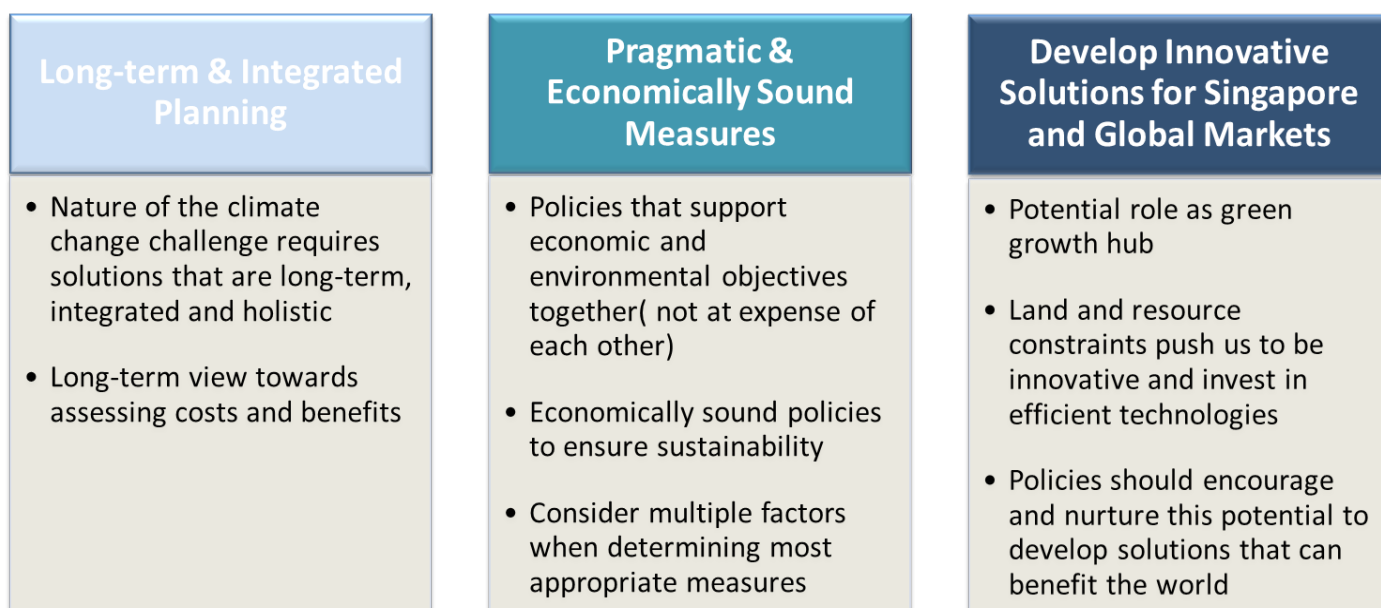 Long-term & Integrated
Planning
• Nature of the climate
change challenge requires
solutions that are long-term,
integrated and holistic
• Long-term view towards
assessing costs and benefits
Pragmatic &
Economically Sound
Measures
• Policies that support
economic and
environmental objectives
together( not at expense of
each other)
• Economically sound policies
to ensure sustainability
• Consider multiple factors
when determining most
appropriate measures
Develop Innovative
Solutions for Singapore
and Global Markets
• Potential role as green
growth hub
• Land and resource
constraints push us to be
innovative and invest in
efficient technologies
• Policies should encourage
and nurture this potential to
develop solutions that can
benefit the world